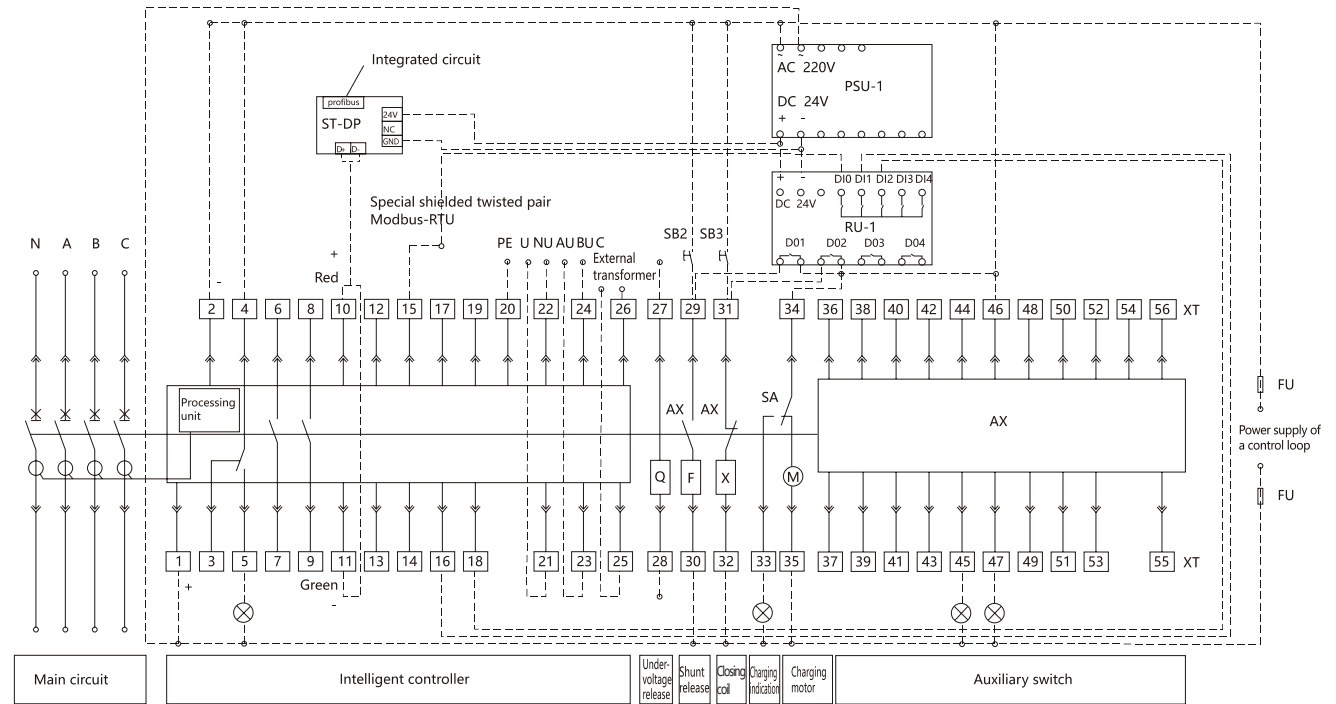 Integrated circuit
profibus
ST-DP
24V
NC
GND
D+ D-
~ ~
AC 220V
PSU-1
DC 24V
+ -
+ - DI0 DI1 DI2 DI3 DI4
DC 24V
RU-1
D01 D02 D03 D04
Special shielded twisted pair
Modbus-RTU
N A B C
+
Red
-
PE U NU AU BU C
External
transformer
SB2 SB3
2 4 6 8 10 12 15 17 19 20 22 24 26 27 29 31 34 36 38 40 42 44 46 48 50 52 54 56 XT
Processing
unit
AX AX
SA
AX
Q F X M
FU
Power supply of
a control loop
FU
1 3 5 7 9 11 13 14 16 18 21 23 25 28 30 32 33 35 37 39 41 43 45 47 49 51 53 55 XT
+
Green
-
Main circuit
Intelligent controller
Under-
voltage
release
Shunt
release
Closing
coil
Charging
indication
Charging
motor
Auxiliary switch